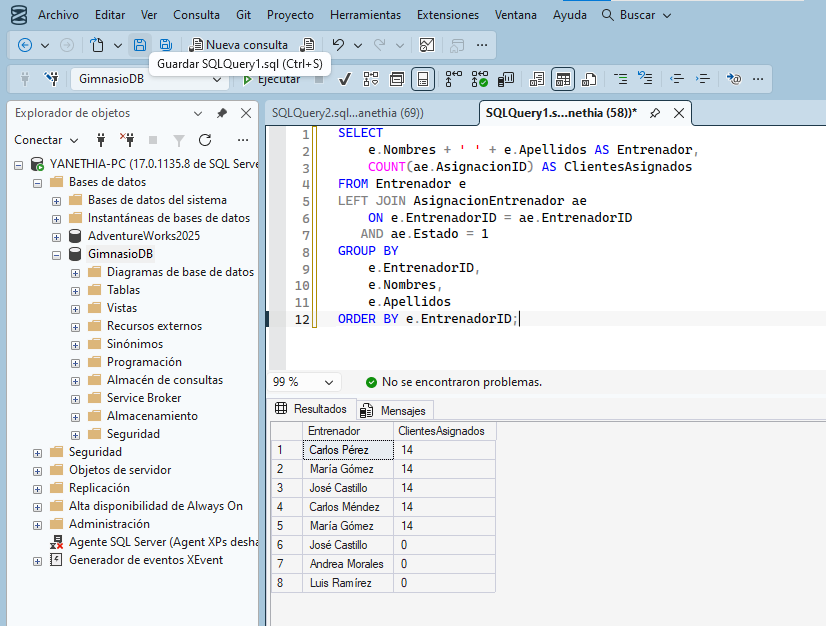 Archivo Editar Ver Consulta Git Proyecto Herramientas Extensiones Ventana Ayuda Buscar
Nueva consulta
Guardar SQLQuery1.sql (Ctrl+S)
GimnasioDB Ejecutar
Explorador de objetos
Conectar
YANETHIA-PC (17.0.1135.8 de SQL Serve
Bases de datos
Bases de datos del sistema
Instantáneas de bases de datos
AdventureWorks2025
GimnasioDB
Diagramas de base de datos
Tablas
Vistas
Recursos externos
Sinónimos
Programación
Almacén de consultas
Service Broker
Almacenamiento
Seguridad
Seguridad
Objetos de servidor
Replicación
Alta disponibilidad de Always On
Administración
Agente SQL Server (Agent XPs desha
Generador de eventos XEvent
SQLQuery2.sql...anethia (69)) SQLQuery1.s...nethia (58))*
1 SELECT
2 e.Nombres + ' ' + e.Apellidos AS Entrenador,
3 COUNT(ae.AsignacionID) AS ClientesAsignados
4 FROM Entrenador e
5 LEFT JOIN AsignacionEntrenador ae
6 ON e.EntrenadorID = ae.EntrenadorID
7 AND ae.Estado = 1
8 GROUP BY
9 e.EntrenadorID,
10 e.Nombres,
11 e.Apellidos
12 ORDER BY e.EntrenadorID;
99 % No se encontraron problemas.
Resultados Mensajes
Entrenador ClientesAsignados
1 Carlos Pérez 14
2 María Gómez 14
3 José Castillo 14
4 Carlos Méndez 14
5 María Gómez 14
6 José Castillo 0
7 Andrea Morales 0
8 Luis Ramírez 0